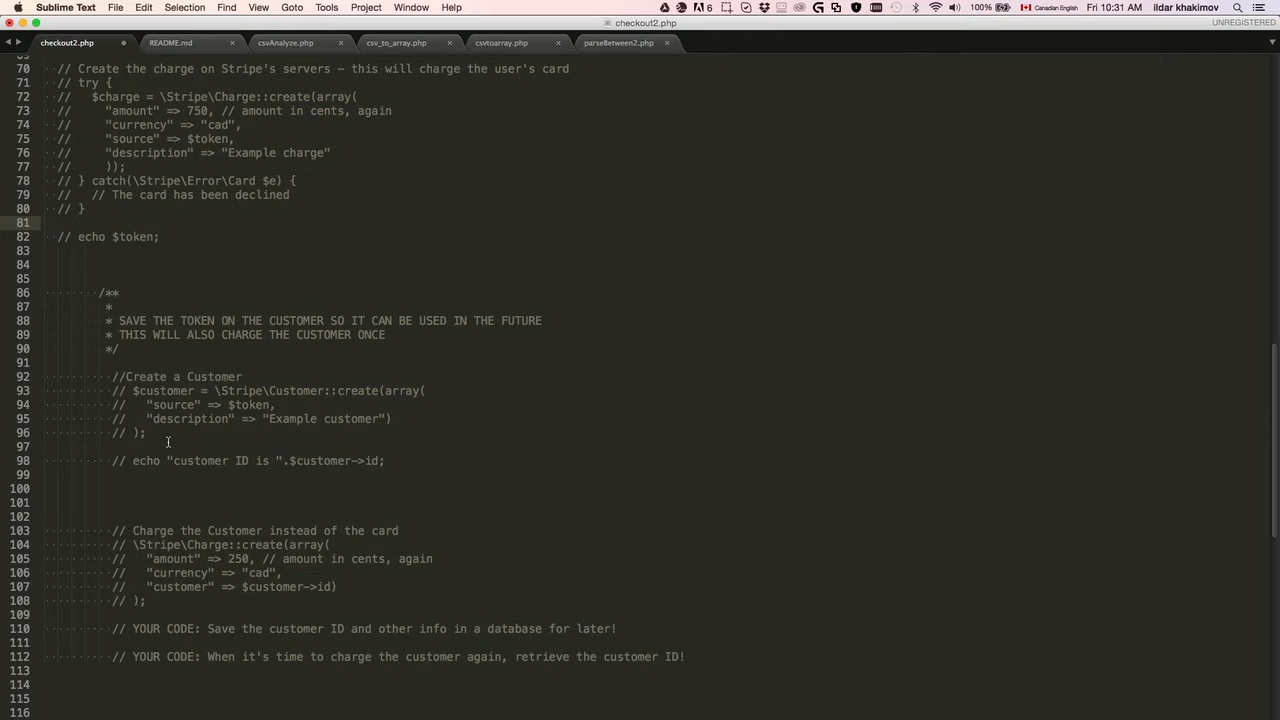 Sublime Text File Edit Selection Find View Goto Tools Project Window Help 6 100% Canadian English Fri 10:31 AM ildar khakimov
checkout2.php UNREGISTERED
checkout2.php README.md csvAnalyze.php csv_to_array.php csvtoarray.php parseBetween2.php
69
70 // Create the charge on Stripe's servers - this will charge the user's card
71 // try {
72 //   $charge = \Stripe\Charge::create(array(
73 //     "amount" => 750, // amount in cents, again
74 //     "currency" => "cad",
75 //     "source" => $token,
76 //     "description" => "Example charge"
77 //     ));
78 // } catch(\Stripe\Error\Card $e) {
79 //   // The card has been declined
80 // }
81
82 // echo $token;
83
84
85
86 /**
87 *
88 * SAVE THE TOKEN ON THE CUSTOMER SO IT CAN BE USED IN THE FUTURE
89 * THIS WILL ALSO CHARGE THE CUSTOMER ONCE
90 */
91
92 //Create a Customer
93 // $customer = \Stripe\Customer::create(array(
94 //   "source" => $token,
95 //   "description" => "Example customer")
96 // );
97
98 // echo "customer ID is ".$customer->id;
99
100
101
102
103 // Charge the Customer instead of the card
104 // \Stripe\Charge::create(array(
105 //   "amount" => 250, // amount in cents, again
106 //   "currency" => "cad",
107 //   "customer" => $customer->id)
108 // );
109
110 // YOUR CODE: Save the customer ID and other info in a database for later!
111
112 // YOUR CODE: When it's time to charge the customer again, retrieve the customer ID!
113
114
115
116